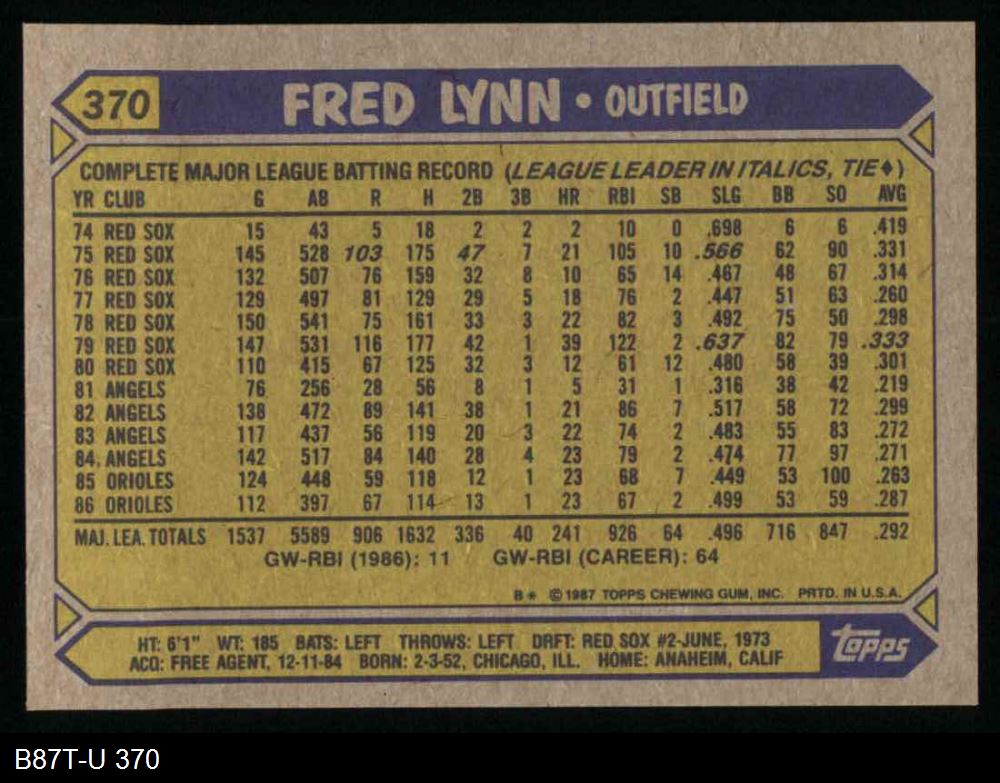 370 FRED LYNN • OUTFIELD
COMPLETE MAJOR LEAGUE BATTING RECORD (LEAGUE LEADER IN ITALICS, TIE♦)
YR CLUB G AB R H 2B 3B HR RBI SB SLG BB SO AVG
74 RED SOX 15 43 5 18 2 2 2 10 0 .698 6 6 .419
75 RED SOX 145 528 103 175 47 7 21 105 10 .566 62 90 .331
76 RED SOX 132 507 76 159 32 8 10 65 14 .467 48 67 .314
77 RED SOX 129 497 81 129 29 5 18 76 2 .447 51 63 .260
78 RED SOX 150 541 75 161 33 3 22 82 3 .492 75 50 .298
79 RED SOX 147 531 116 177 42 1 39 122 2 .637 82 79 .333
80 RED SOX 110 415 67 125 32 3 12 61 12 .480 58 39 .301
81 ANGELS 76 256 28 56 8 1 5 31 1 .316 38 42 .219
82 ANGELS 138 472 89 141 38 1 21 86 7 .517 58 72 .299
83 ANGELS 117 437 56 119 20 3 22 74 2 .483 55 83 .272
84 ANGELS 142 517 84 140 28 4 23 79 2 .474 77 97 .271
85 ORIOLES 124 448 59 118 12 1 23 68 7 .449 53 100 .263
86 ORIOLES 112 397 67 114 13 1 23 67 2 .499 53 59 .287
MAJ. LEA. TOTALS 1537 5589 906 1632 336 40 241 926 64 .496 716 847 .292
GW-RBI (1986): 11 GW-RBI (CAREER): 64
B* © 1987 TOPPS CHEWING GUM, INC. PRTD. IN U.S.A.
HT: 6'1" WT: 185 BATS: LEFT THROWS: LEFT DRFT: RED SOX #2-JUNE, 1973
ACQ: FREE AGENT, 12-11-84 BORN: 2-3-52, CHICAGO, ILL. HOME: ANAHEIM, CALIF
Topps
B87T-U 370